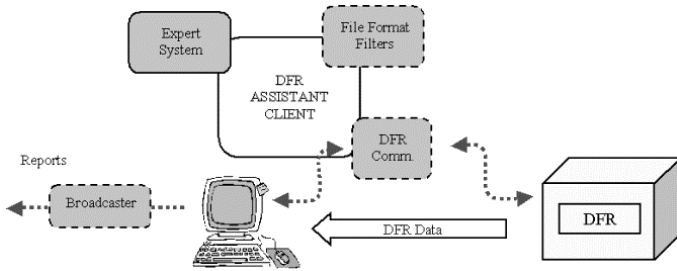 Expert
System
File Format
Filters
DFR
ASSISTANT
CLIENT
DFR
Comm.
Reports
Broadcaster
DFR Data
DFR